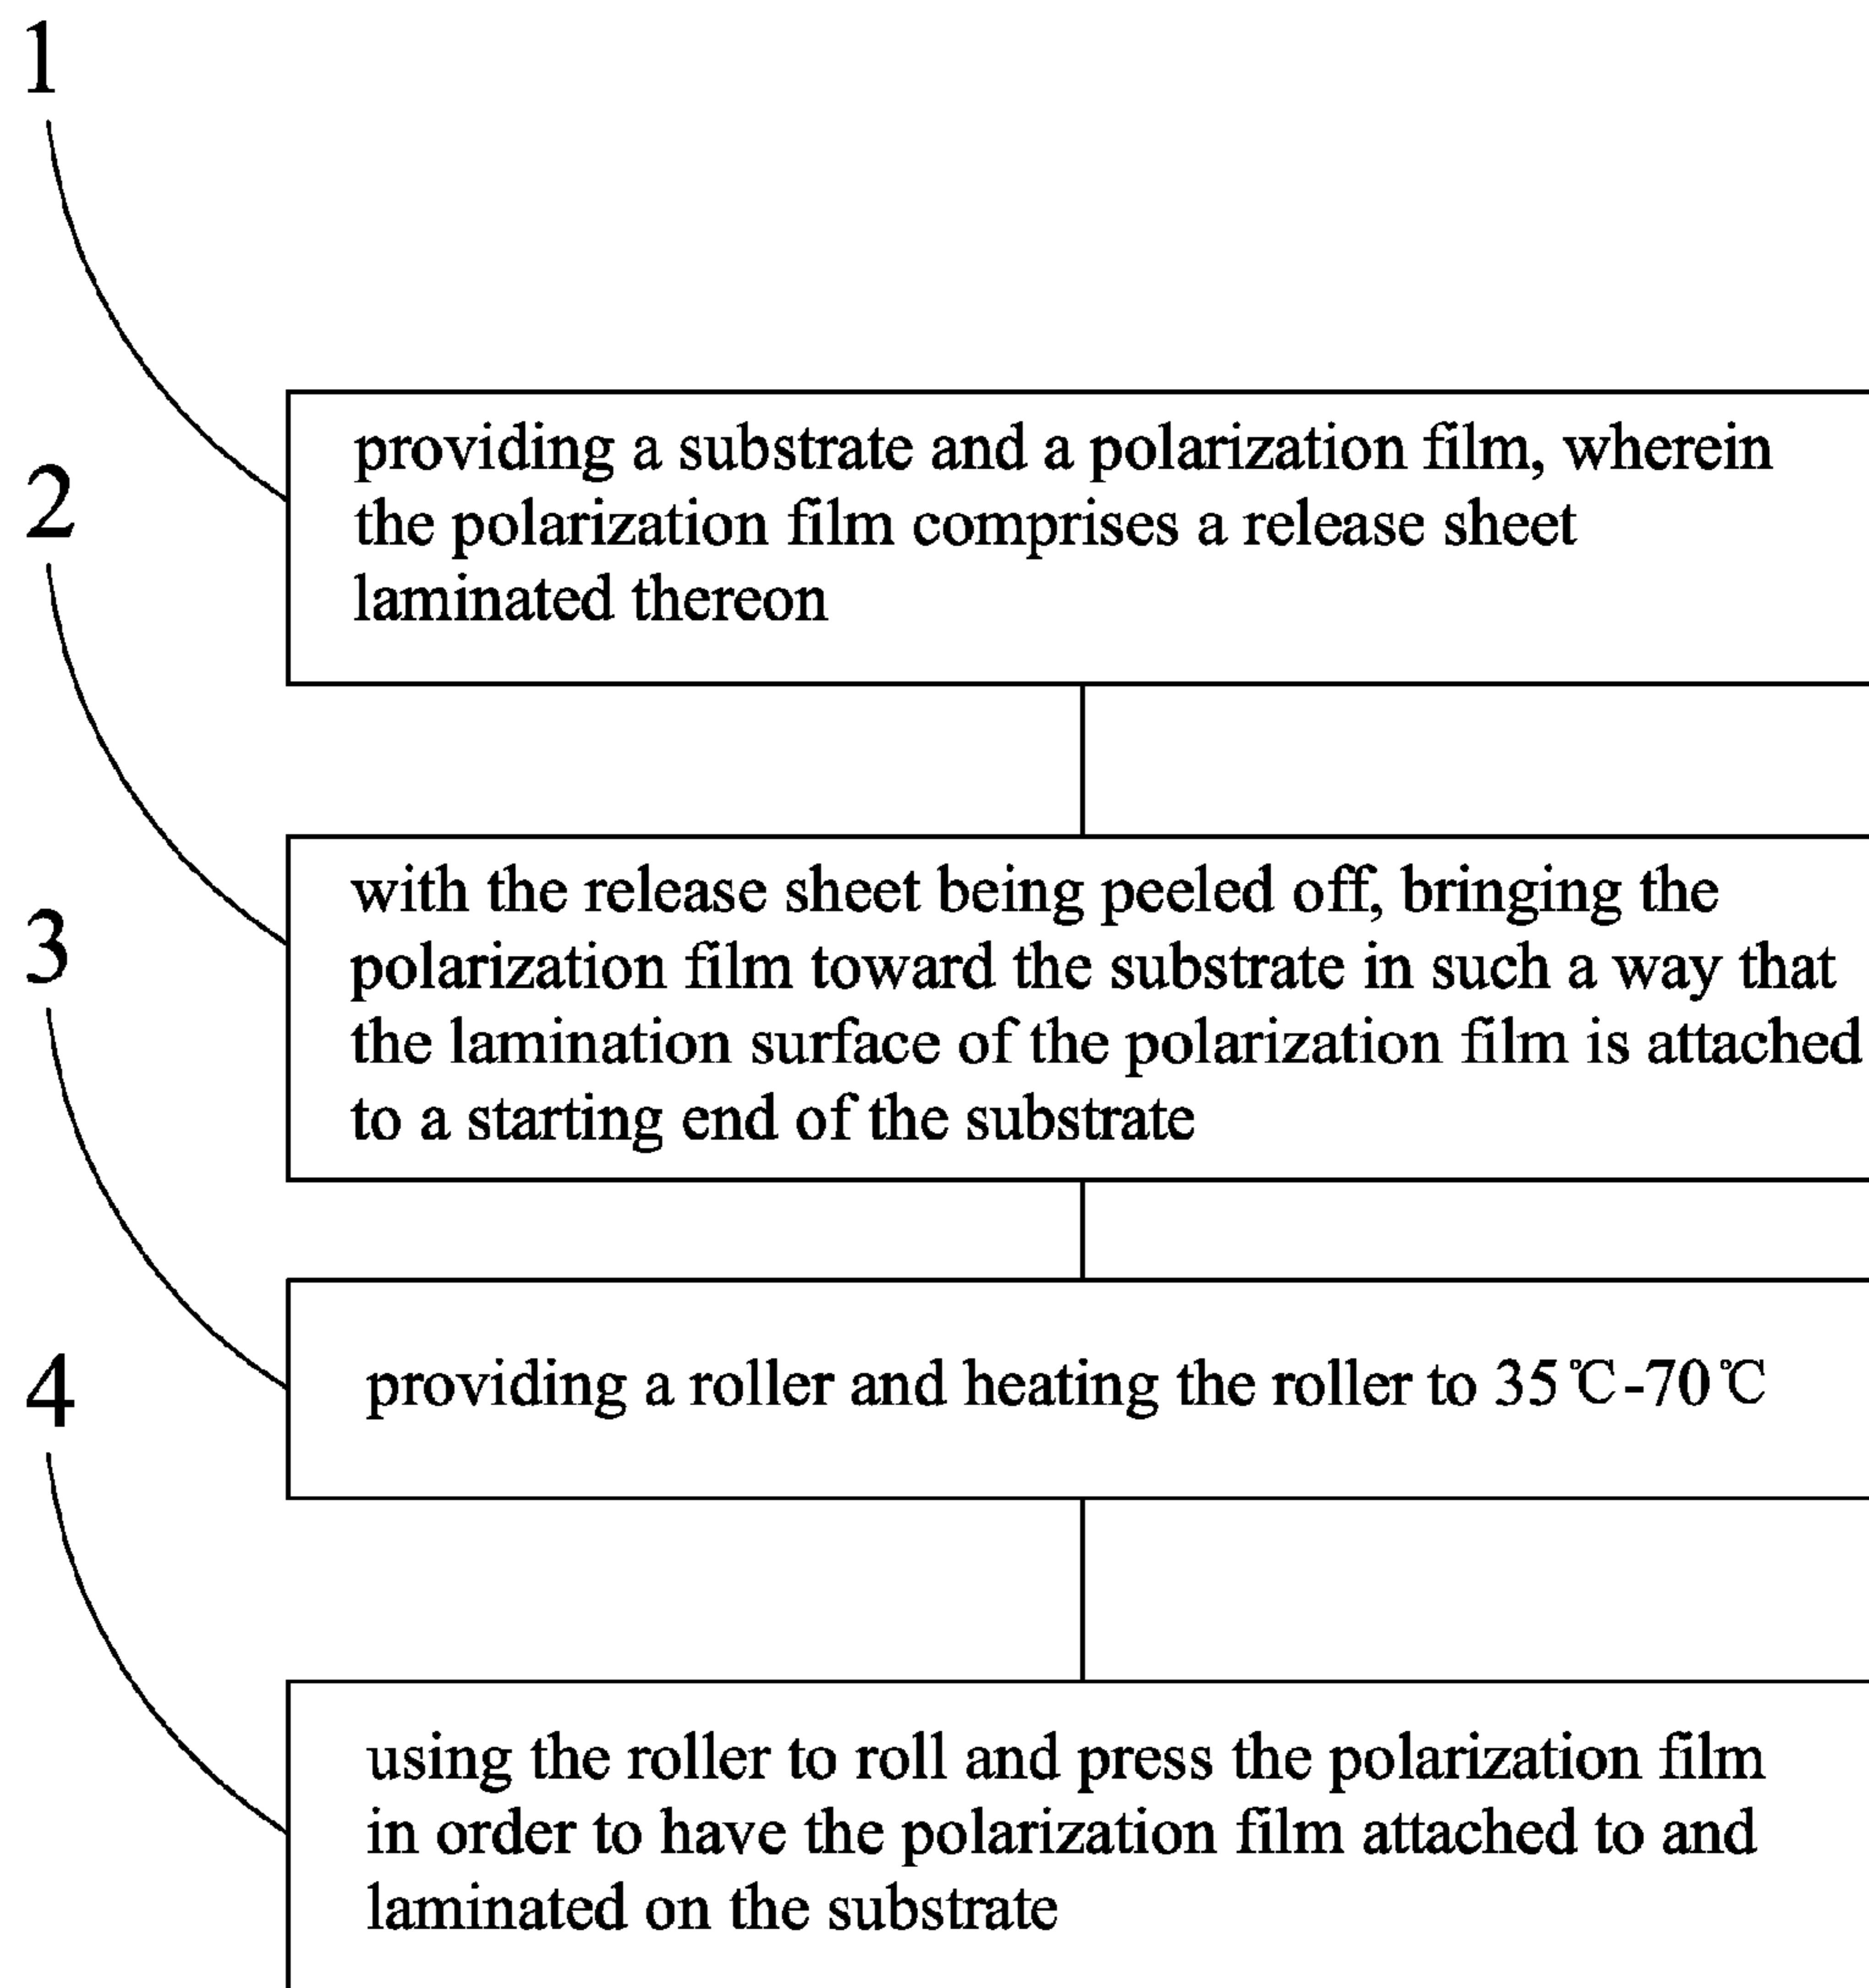 1
providing a substrate and a polarization film, wherein
the polarization film comprises a release sheet
laminated thereon
2
with the release sheet being peeled off, bringing the
polarization film toward the substrate in such a way that
the lamination surface of the polarization film is attached
to a starting end of the substrate
3
providing a roller and heating the roller to 35℃-70℃
4
using the roller to roll and press the polarization film
in order to have the polarization film attached to and
laminated on the substrate